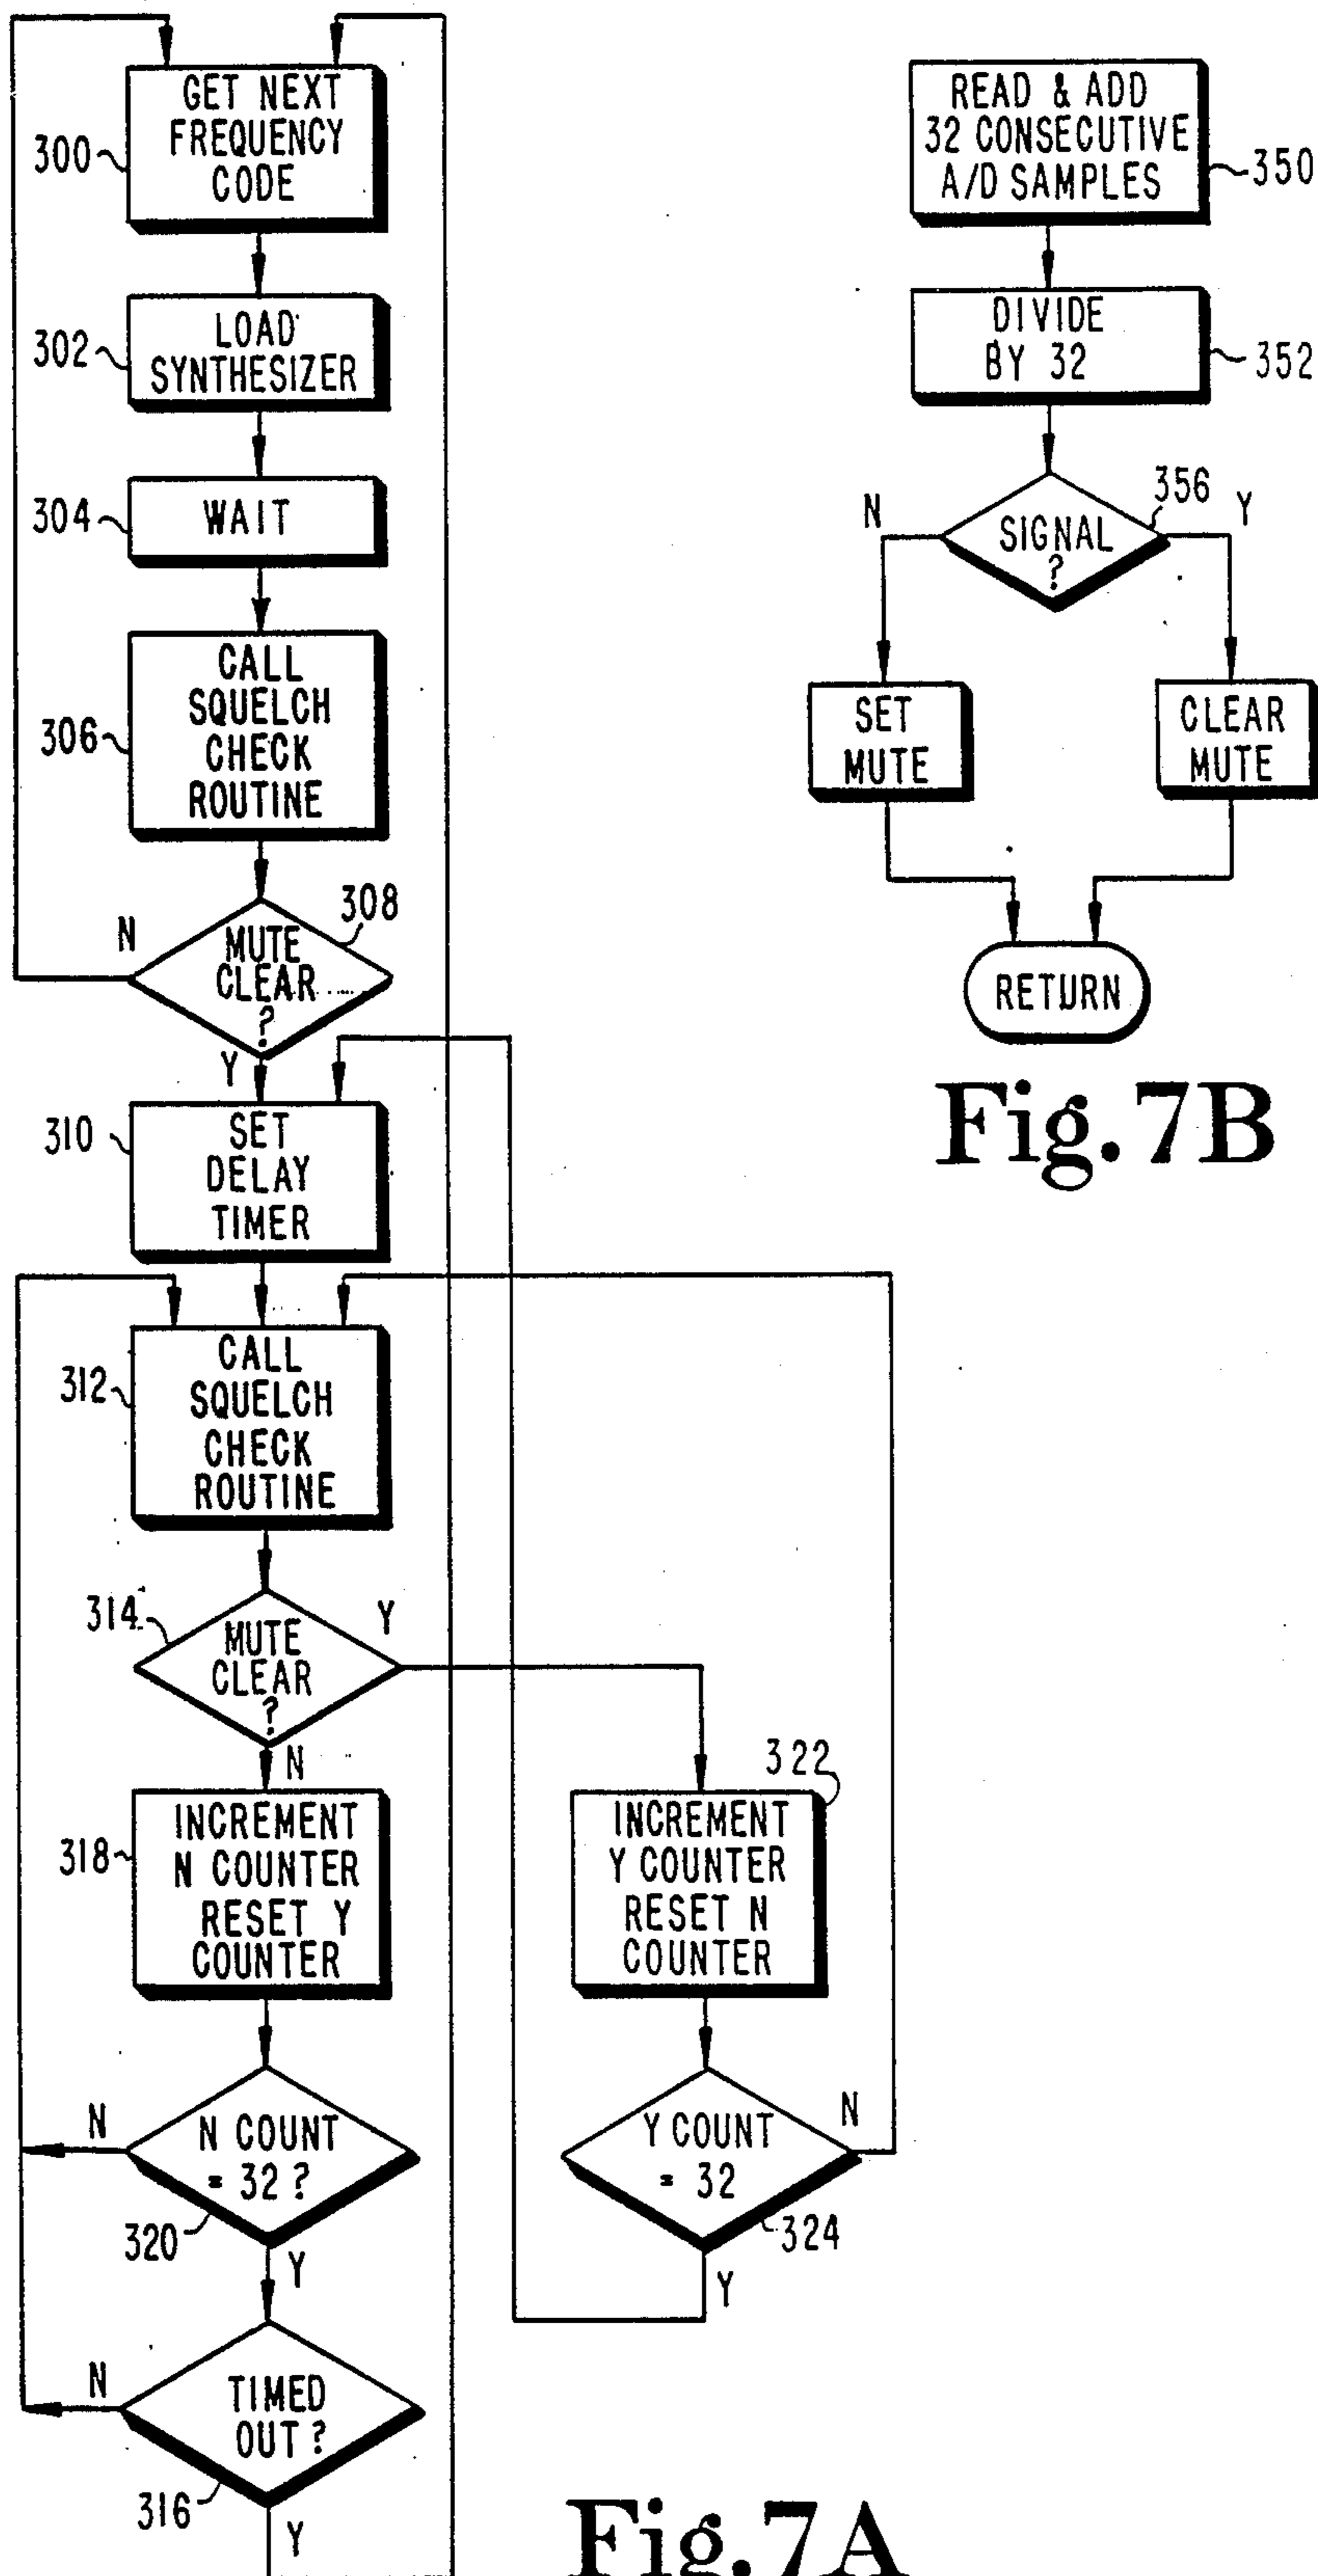 GET NEXT
FREQUENCY
CODE
300
LOAD
SYNTHESIZER
302
WAIT
304
CALL
SQUELCH
CHECK
ROUTINE
306
MUTE
CLEAR
?
308
N
Y
SET
DELAY
TIMER
310
CALL
SQUELCH
CHECK
ROUTINE
312
MUTE
CLEAR
?
314
Y
N
INCREMENT
N COUNTER
RESET Y
COUNTER
318
N COUNT
= 32 ?
320
N
Y
TIMED
OUT ?
316
N
Y
322
INCREMENT
Y COUNTER
RESET N
COUNTER
Y COUNT
= 32
324
N
Y
Fig. 7A
READ & ADD
32 CONSECUTIVE
A/D SAMPLES
350
DIVIDE
BY 32
352
SIGNAL
?
356
N
Y
SET
MUTE
CLEAR
MUTE
RETURN
Fig. 7B